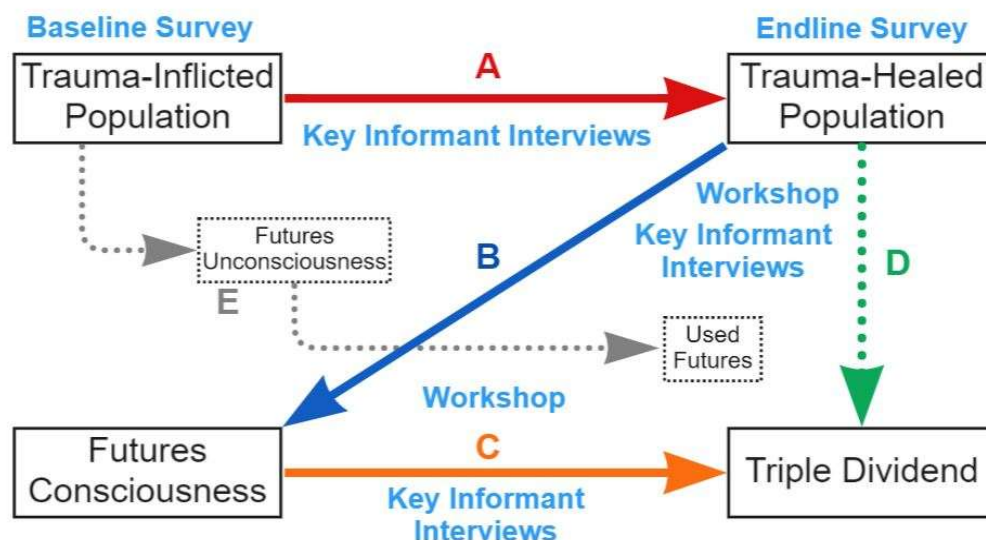 Baseline Survey
Endline Survey
Trauma-Inflicted
Population
A
Trauma-Healed
Population
Key Informant Interviews
Workshop
Futures
Unconsciousness
B
Key Informant
Interviews
D
E
Used
Futures
Workshop
Futures
Consciousness
C
Triple Dividend
Key Informant
Interviews